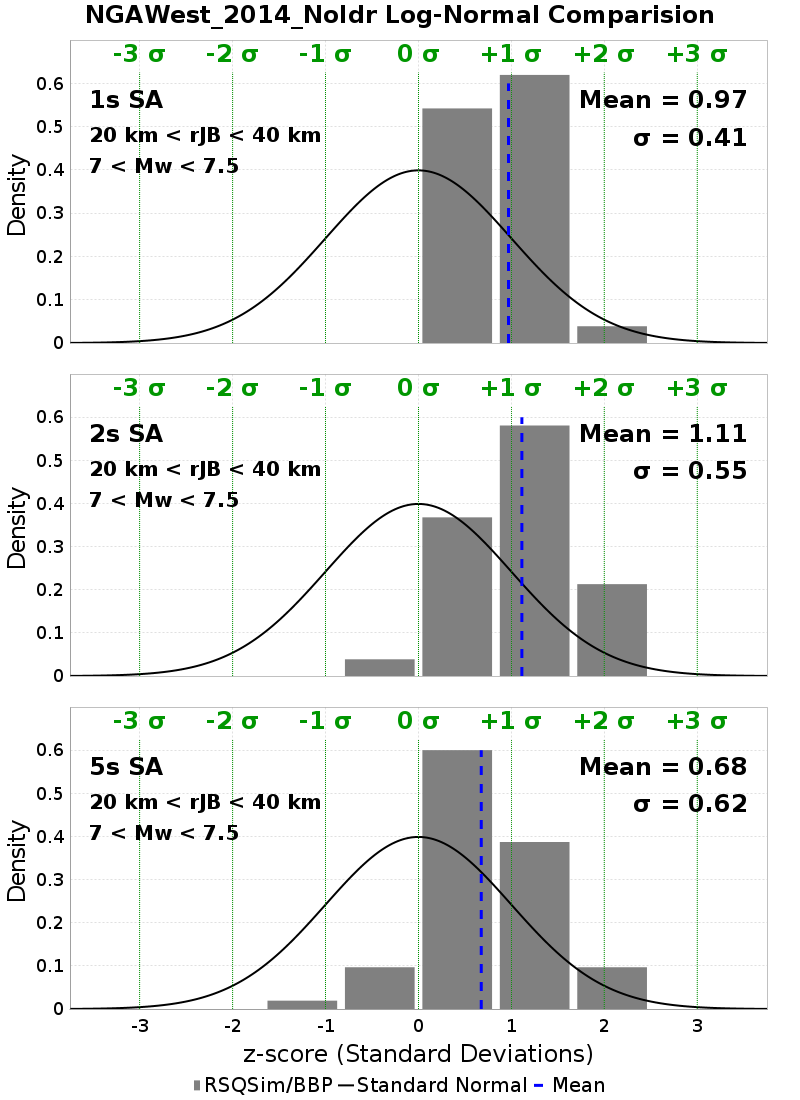 NGAWest_2014_NoIdr Log-Normal Comparision
-3 σ -2 σ -1 σ 0 σ +1 σ +2 σ +3 σ
1s SA
Mean = 0.97
20 km < rJB < 40 km
σ = 0.41
7 < Mw < 7.5
Density
0.6
0.5
0.4
0.3
0.2
0.1
0
-3 σ -2 σ -1 σ 0 σ +1 σ +2 σ +3 σ
2s SA
Mean = 1.11
20 km < rJB < 40 km
σ = 0.55
7 < Mw < 7.5
Density
0.6
0.5
0.4
0.3
0.2
0.1
0
-3 σ -2 σ -1 σ 0 σ +1 σ +2 σ +3 σ
5s SA
Mean = 0.68
20 km < rJB < 40 km
σ = 0.62
7 < Mw < 7.5
Density
0.6
0.5
0.4
0.3
0.2
0.1
0
-3 -2 -1 0 1 2 3
z-score (Standard Deviations)
RSQSim/BBP Standard Normal Mean